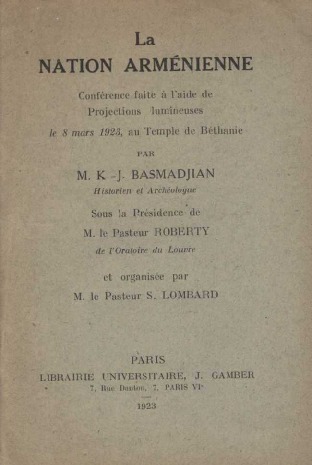 La
NATION ARMÉNIENNE
Conférence faite à l'aide de
Projections lumineuses
le 8 mars 1923, au Temple de Béthanie
PAR
M. K.-J. BASMADJIAN
Historien et Archéologue
Sous la Présidence de
M. le Pasteur ROBERTY
de l'Oratoire du Louvre
et organisée par
M. le Pasteur S. LOMBARD
PARIS
LIBRAIRIE UNIVERSITAIRE, J. GAMBER
7, Rue Danton, 7, PARIS VIe
1923